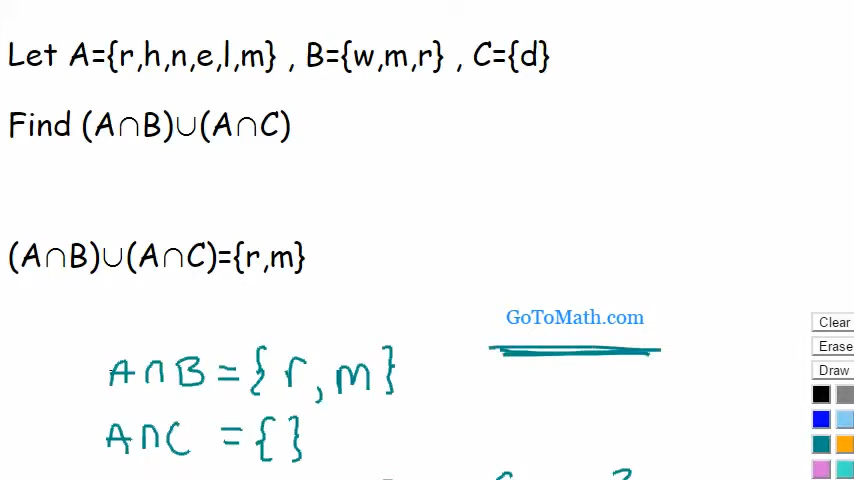 Let A={r,h,n,e,l,m} , B={w,m,r} , C={d}
Find (A∩B)∪(A∩C)
(A∩B)∪(A∩C)={r,m}
GoToMath.com
Clear
Erase
Draw
A∩B={r,m}
A∩C={}